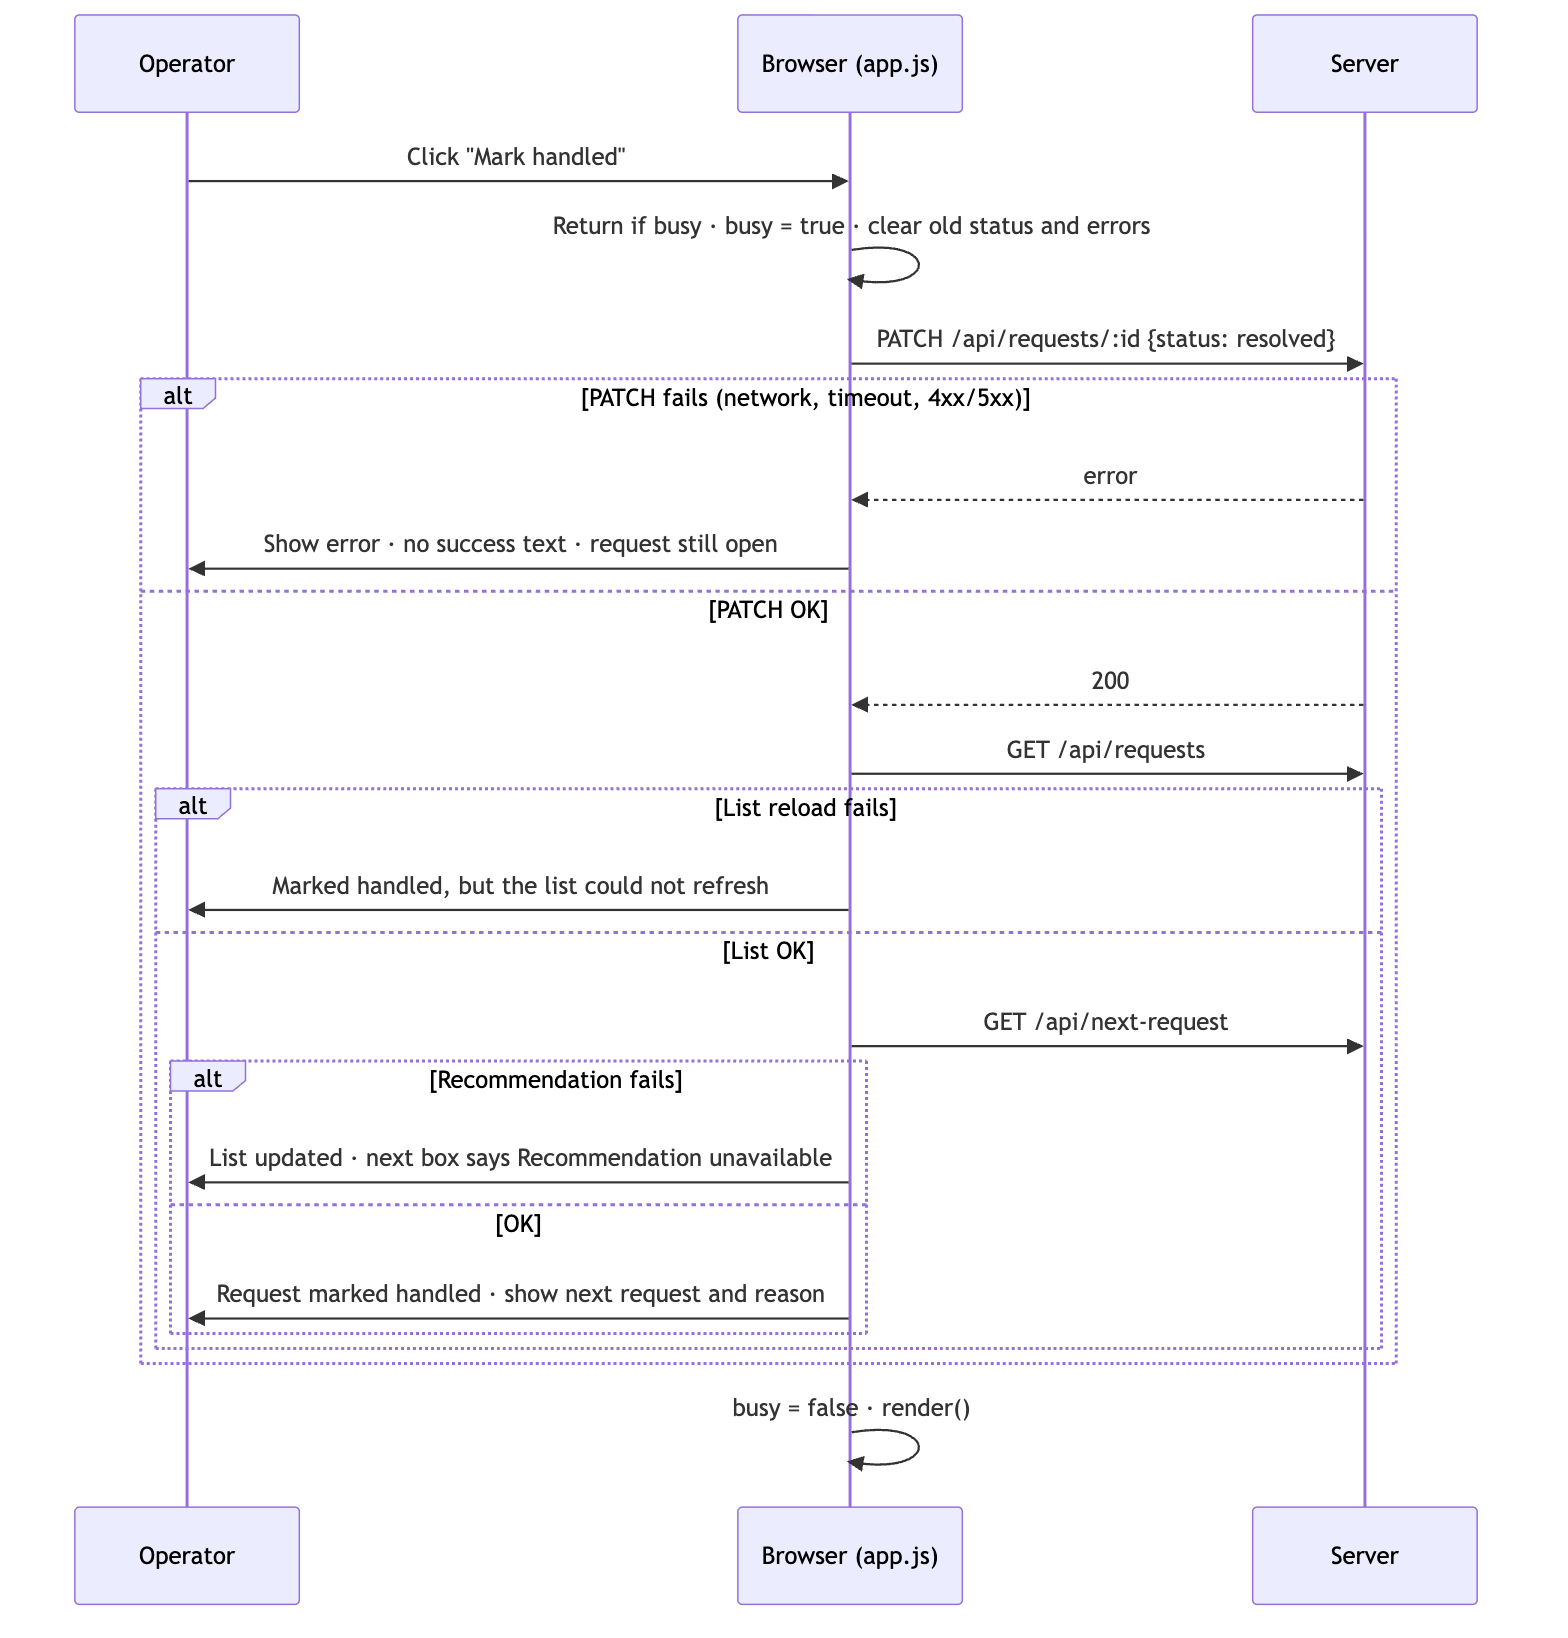 Operator
Browser (app.js)
Server
Click "Mark handled"
Return if busy · busy = true · clear old status and errors
PATCH /api/requests/:id {status: resolved}
alt
[PATCH fails (network, timeout, 4xx/5xx)]
error
Show error · no success text · request still open
[PATCH OK]
200
GET /api/requests
alt
[List reload fails]
Marked handled, but the list could not refresh
[List OK]
GET /api/next-request
alt
[Recommendation fails]
List updated · next box says Recommendation unavailable
[OK]
Request marked handled · show next request and reason
busy = false · render()
Operator
Browser (app.js)
Server